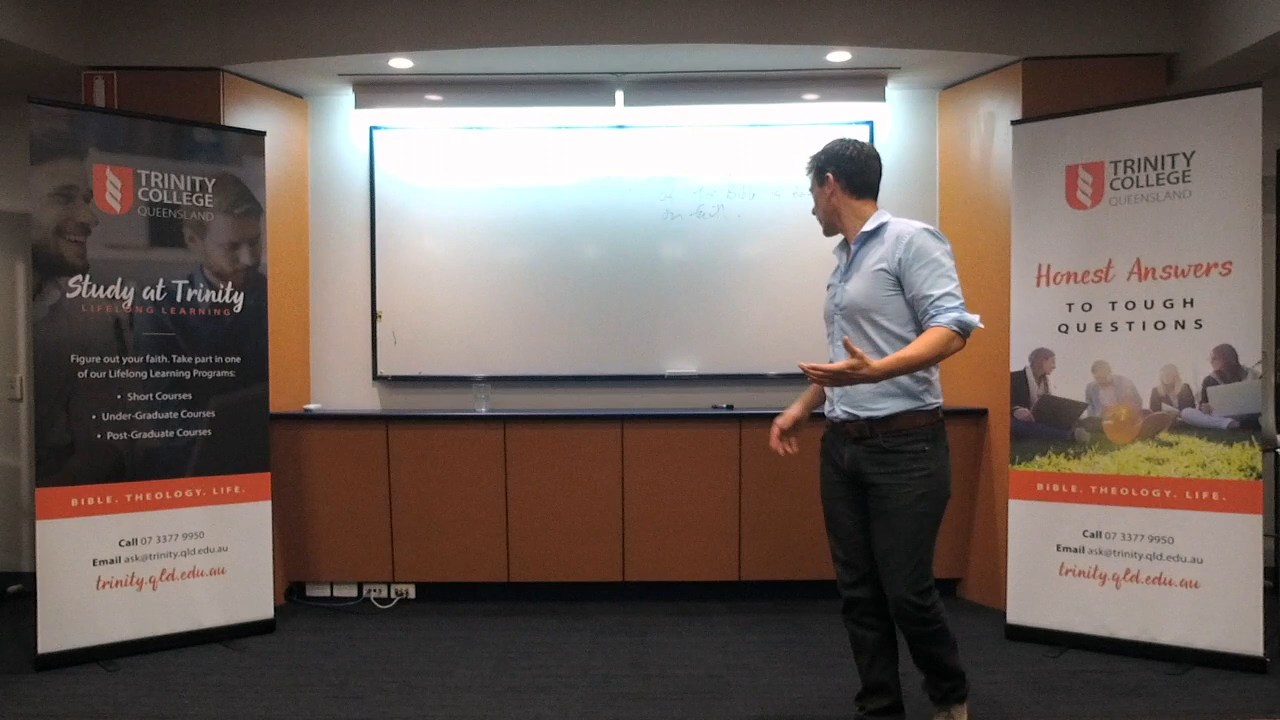 TRINITY
COLLEGE
QUEENSLAND
Study at Trinity
LIFELONG LEARNING
Figure out your faith. Take part in one
of our Lifelong Learning Programs:
• Short Courses
• Under-Graduate Courses
• Post-Graduate Courses
BIBLE. THEOLOGY. LIFE.
Call 07 3377 9950
Email ask@trinity.qld.edu.au
trinity.qld.edu.au
on faith.
TRINITY
COLLEGE
QUEENSLAND
Honest Answers
TO TOUGH
QUESTIONS
BIBLE. THEOLOGY. LIFE.
Call 07 3377 9950
Email ask@trinity.qld.edu.au
trinity.qld.edu.au